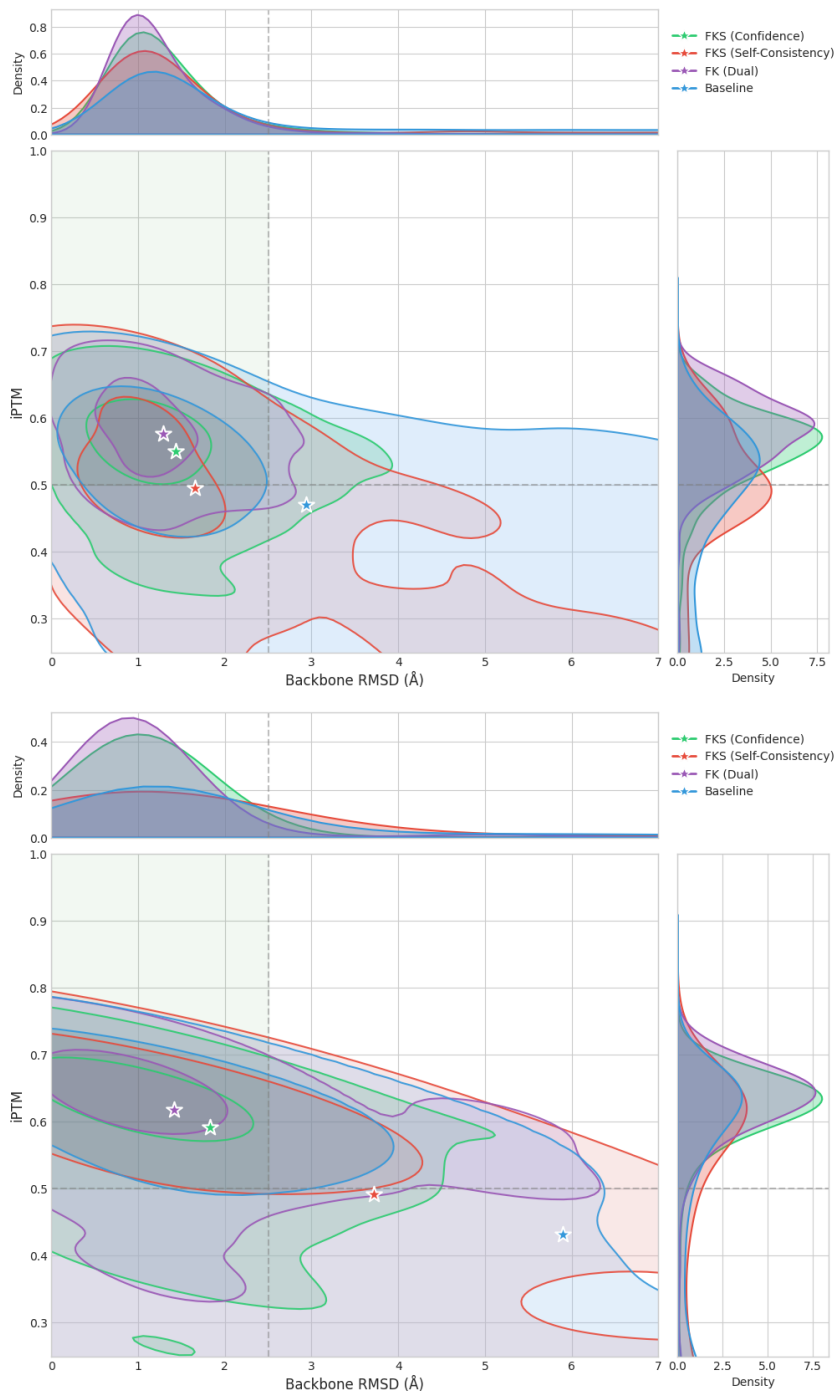 0.8
0.6
0.4
0.2
0.0
Density
FKS (Confidence)
FKS (Self-Consistency)
FK (Dual)
Baseline
1.0
0.9
0.8
0.7
0.6
0.5
0.4
0.3
iPTM
0 1 2 3 4 5 6 7
Backbone RMSD (Å)
0.0 2.5 5.0 7.5
Density
0.4
0.2
0.0
Density
FKS (Confidence)
FKS (Self-Consistency)
FK (Dual)
Baseline
1.0
0.9
0.8
0.7
0.6
0.5
0.4
0.3
iPTM
0 1 2 3 4 5 6 7
Backbone RMSD (Å)
0.0 2.5 5.0 7.5
Density